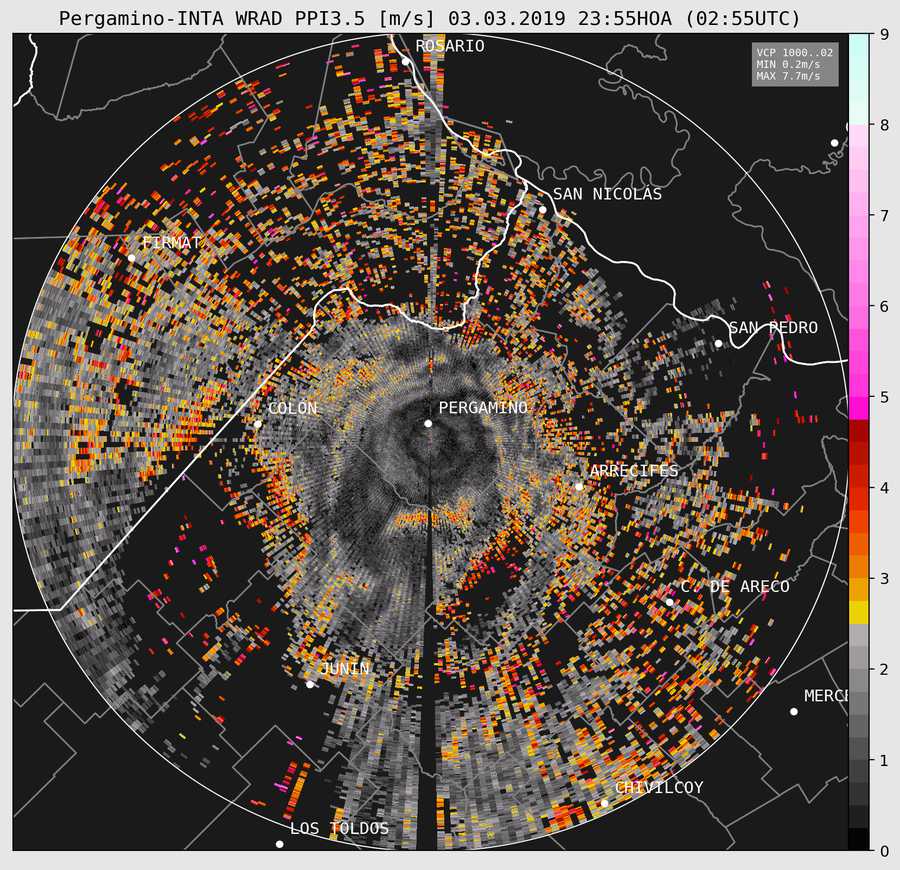 Pergamino-INTA WRAD PPI3.5 [m/s] 03.03.2019 23:55HOA (02:55UTC)
ROSARIO
VCP 1000..02
MIN 0.2m/s
MAX 7.7m/s
SAN NICOLÁS
FIRMAT
SAN PEDRO
COLÓN
PERGAMINO
ARRECIFES
C. DE ARECO
JUNIN
MERCE
CHIVILCOY
LOS TOLDOS
9
8
7
6
5
4
3
2
1
0